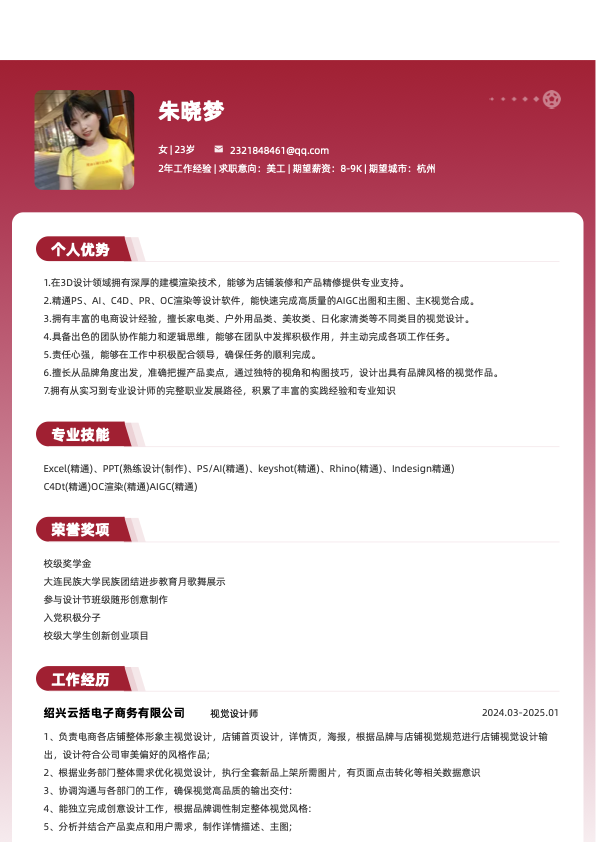 朱晓梦
女 | 23岁 2321848461@qq.com
2年工作经验 | 求职意向：美工 | 期望薪资：8-9K | 期望城市：杭州
个人优势
1.在3D设计领域拥有深厚的建模渲染技术，能够为店铺装修和产品精修提供专业支持。
2.精通PS、AI、C4D、PR、OC渲染等设计软件，能快速完成高质量的AIGC出图和主图、主K视觉合成。
3.拥有丰富的电商设计经验，擅长家电类、户外用品类、美妆类、日化家清类等不同类目的视觉设计。
4.具备出色的团队协作能力和逻辑思维，能够在团队中发挥积极作用，并主动完成各项工作任务。
5.责任心强，能够在工作中积极配合领导，确保任务的顺利完成。
6.擅长从品牌角度出发，准确把握产品卖点，通过独特的视角和构图技巧，设计出具有品牌风格的视觉作品。
7.拥有从实习到专业设计师的完整职业发展路径，积累了丰富的实践经验和专业知识
专业技能
Excel(精通)、PPT(熟练设计(制作)、PS/AI(精通)、keyshot(精通)、Rhino(精通)、Indesign精通)
C4Dt(精通)OC渲染(精通)AIGC(精通)
荣誉奖项
校级奖学金
大连民族大学民族团结进步教育月歌舞展示
参与设计节班级随形创意制作
入党积极分子
校级大学生创新创业项目
工作经历
绍兴云括电子商务有限公司 视觉设计师 2024.03-2025.01
1、负责电商各店铺整体形象主视觉设计，店铺首页设计，详情页，海报，根据品牌与店铺视觉规范进行店铺视觉设计输
出，设计符合公司审美偏好的风格作品;
2、根据业务部门整体需求优化视觉设计，执行全套新品上架所需图片，有页面点击转化等相关数据意识
3、协调沟通与各部门的工作，确保视觉高品质的输出交付:
4、能独立完成创意设计工作，根据品牌调性制定整体视觉风格:
5、分析并结合产品卖点和用户需求，制作详情描述、主图;